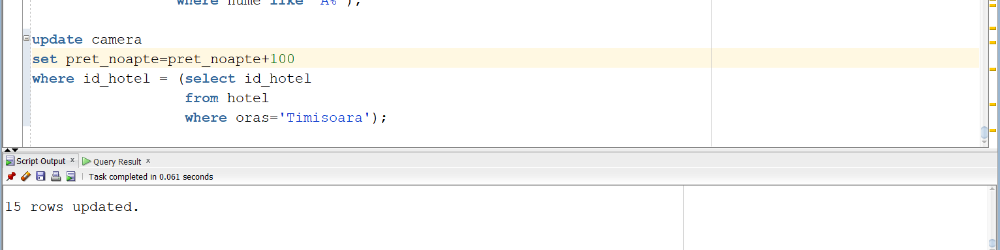 where nume like 'A%');
update camera
set pret_noapte=pret_noapte+100
where id_hotel = (select id_hotel
from hotel
where oras='Timisoara');
Script Output x Query Result x
Task completed in 0.061 seconds
15 rows updated.